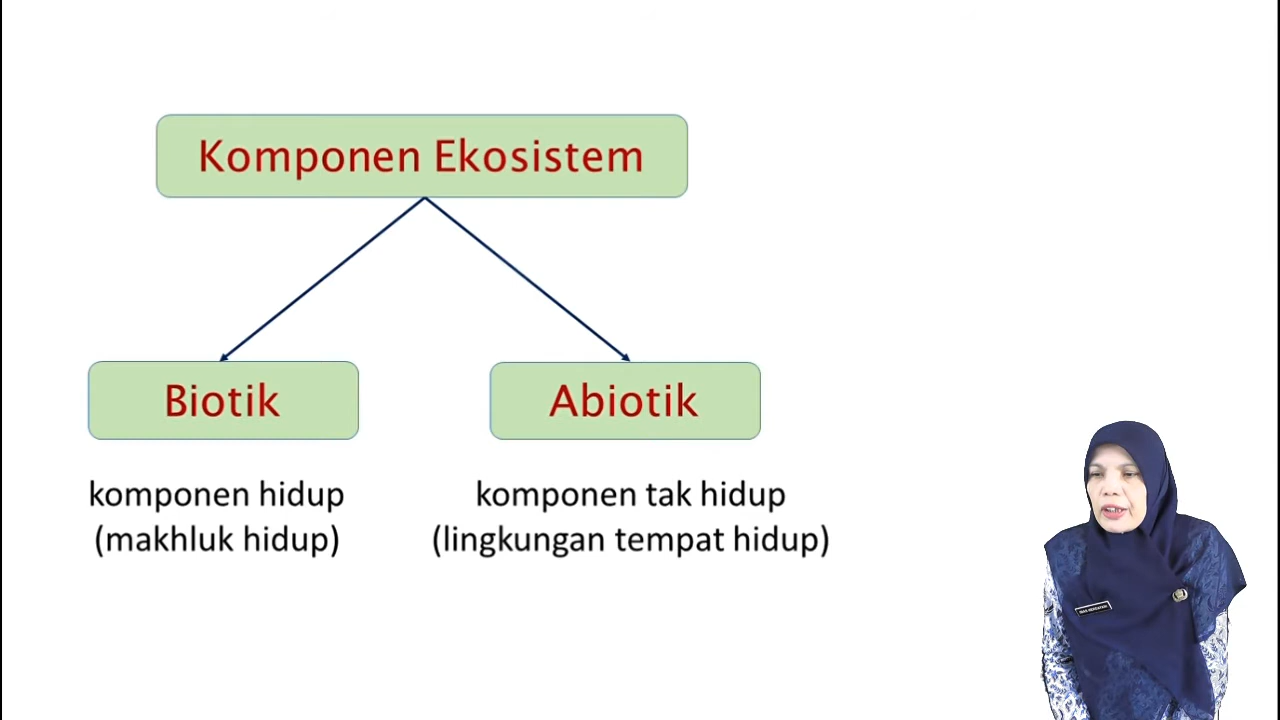 Komponen Ekosistem
Biotik
Abiotik
komponen hidup
(makhluk hidup)
komponen tak hidup
(lingkungan tempat hidup)